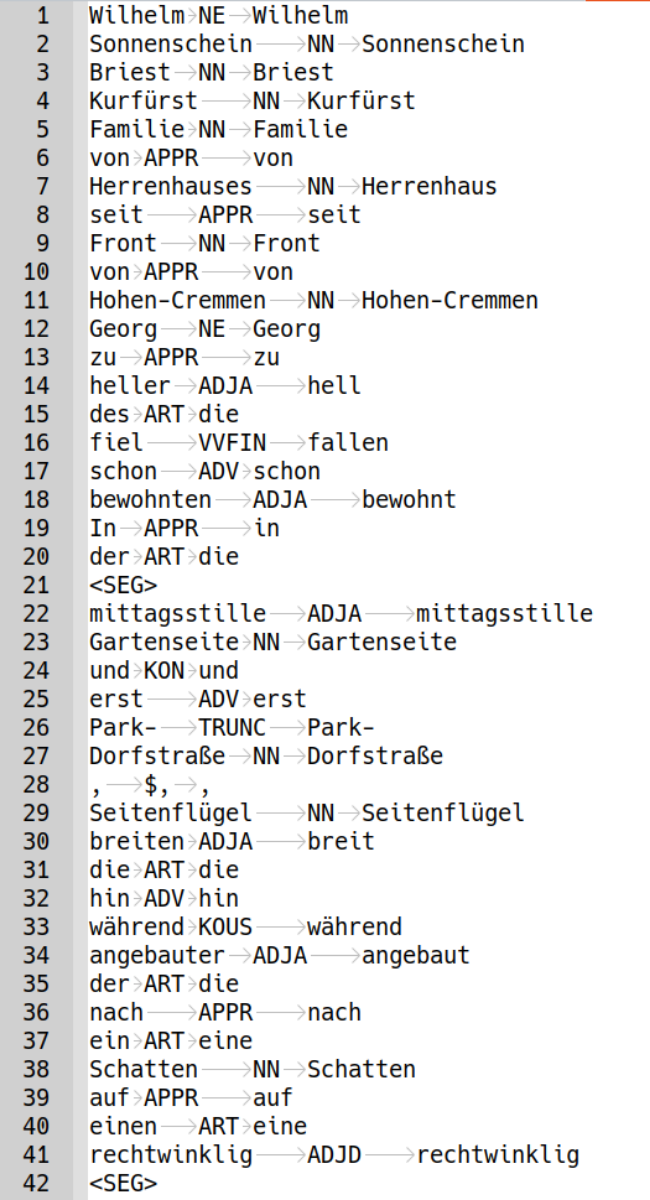 1 Wilhelm→NE→Wilhelm
2 Sonnenschein→NN→Sonnenschein
3 Briest→NN→Briest
4 Kurfürst→NN→Kurfürst
5 Familie→NN→Familie
6 von→APPR→von
7 Herrenhauses→NN→Herrenhaus
8 seit→APPR→seit
9 Front→NN→Front
10 von→APPR→von
11 Hohen-Cremmen→NN→Hohen-Cremmen
12 Georg→NE→Georg
13 zu→APPR→zu
14 heller→ADJA→hell
15 des→ART→die
16 fiel→VVFIN→fallen
17 schon→ADV→schon
18 bewohnten→ADJA→bewohnt
19 In→APPR→in
20 der→ART→die
21 <SEG>
22 mittagsstille→ADJA→mittagsstille
23 Gartenseite→NN→Gartenseite
24 und→KON→und
25 erst→ADV→erst
26 Park-→TRUNC→Park-
27 Dorfstraße→NN→Dorfstraße
28 ,→$,→,
29 Seitenflügel→NN→Seitenflügel
30 breiten→ADJA→breit
31 die→ART→die
32 hin→ADV→hin
33 während→KOUS→während
34 angebauter→ADJA→angebaut
35 der→ART→die
36 nach→APPR→nach
37 ein→ART→eine
38 Schatten→NN→Schatten
39 auf→APPR→auf
40 einen→ART→eine
41 rechtwinklig→ADJD→rechtwinklig
42 <SEG>